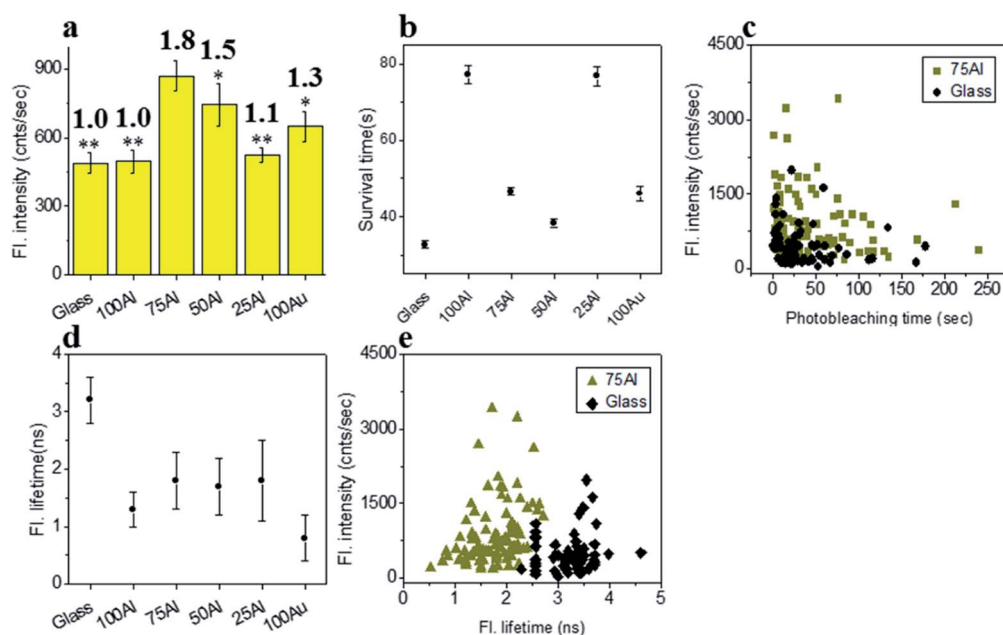 a
Fl. intensity (cnts/sec)
900
600
300
0
1.0
**
1.0
**
1.8
1.5
*
1.1
**
1.3
*
Glass
100Al
75Al
50Al
25Al
100Au
b
Survival time(s)
80
60
40
Glass
100Al
75Al
50Al
25Al
100Au
c
Fl. intensity (cnts/sec)
4500
3000
1500
0
75Al
Glass
0 50 100 150 200 250
Photobleaching time (sec)
d
Fl. lifetime(ns)
4
3
2
1
0
Glass
100Al
75Al
50Al
25Al
100Au
e
Fl. intensity (cnts/sec)
4500
3000
1500
0
75Al
Glass
0 1 2 3 4 5
Fl. lifetime (ns)